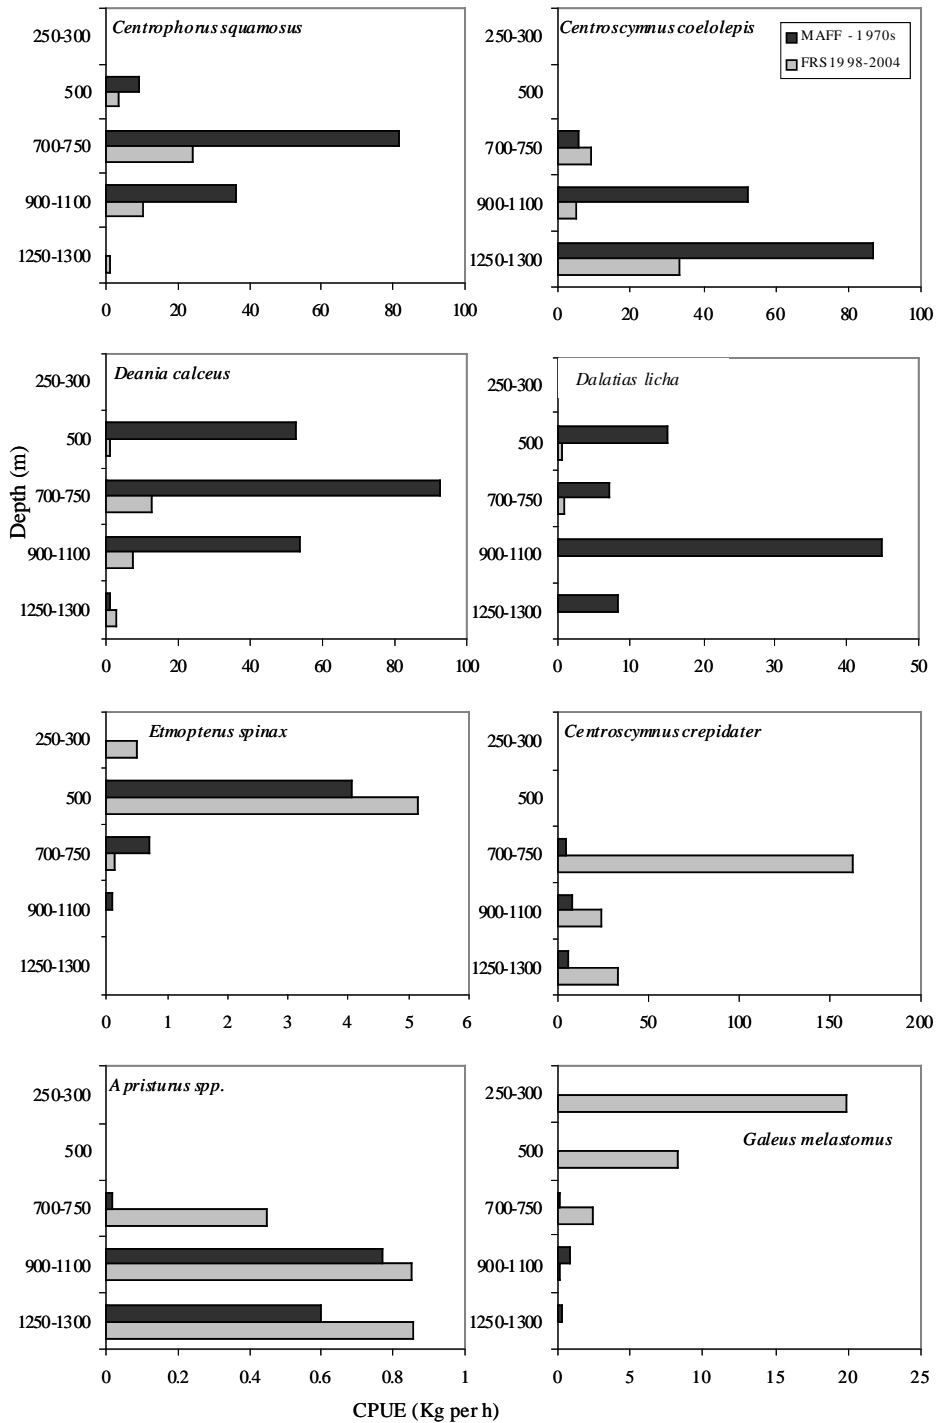 Centrophorus squamosus
250-300
500
700-750
900-1100
1250-1300
0 20 40 60 80 100
Centroscymnus coelolepis
MAFF - 1970s
FRS 1998-2004
250-300
500
700-750
900-1100
1250-1300
0 20 40 60 80 100
Depth (m)
Deania calceus
250-300
500
700-750
900-1100
1250-1300
0 20 40 60 80 100
Dalatias licha
250-300
500
700-750
900-1100
1250-1300
0 10 20 30 40 50
Etmopterus spinax
250-300
500
700-750
900-1100
1250-1300
0 1 2 3 4 5 6
Centroscymnus crepidater
250-300
500
700-750
900-1100
1250-1300
0 50 100 150 200
Apristurus spp.
250-300
500
700-750
900-1100
1250-1300
0 0.2 0.4 0.6 0.8 1
250-300
Galeus melastomus
500
700-750
900-1100
1250-1300
0 5 10 15 20 25
CPUE (Kg per h)